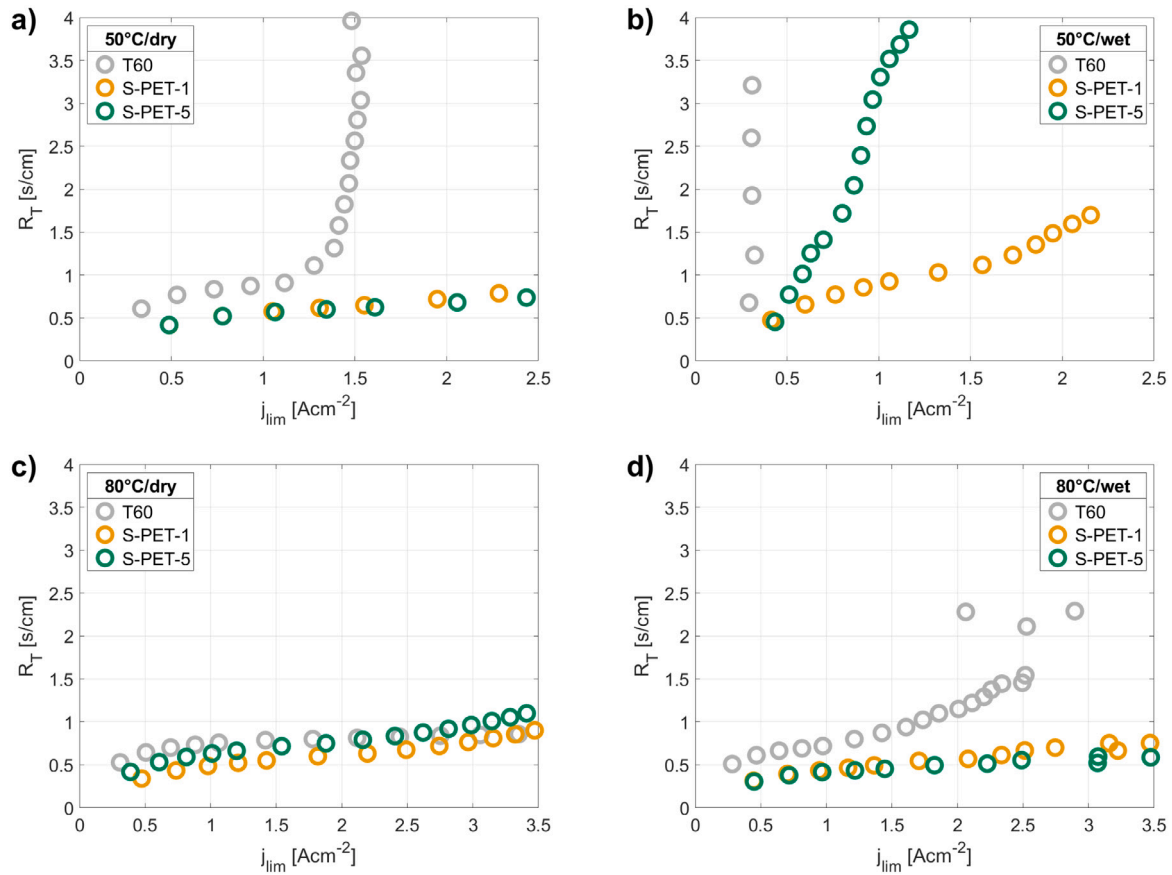 a)
50°C/dry
T60
S-PET-1
S-PET-5
4
3.5
3
2.5
2
1.5
1
0.5
0
R_T [s/cm]
0 0.5 1 1.5 2 2.5
j_lim [Acm^-2]
b)
50°C/wet
T60
S-PET-1
S-PET-5
4
3.5
3
2.5
2
1.5
1
0.5
0
R_T [s/cm]
0 0.5 1 1.5 2 2.5
j_lim [Acm^-2]
c)
80°C/dry
T60
S-PET-1
S-PET-5
4
3.5
3
2.5
2
1.5
1
0.5
0
R_T [s/cm]
0 0.5 1 1.5 2 2.5 3 3.5
j_lim [Acm^-2]
d)
80°C/wet
T60
S-PET-1
S-PET-5
4
3.5
3
2.5
2
1.5
1
0.5
0
R_T [s/cm]
0 0.5 1 1.5 2 2.5 3 3.5
j_lim [Acm^-2]